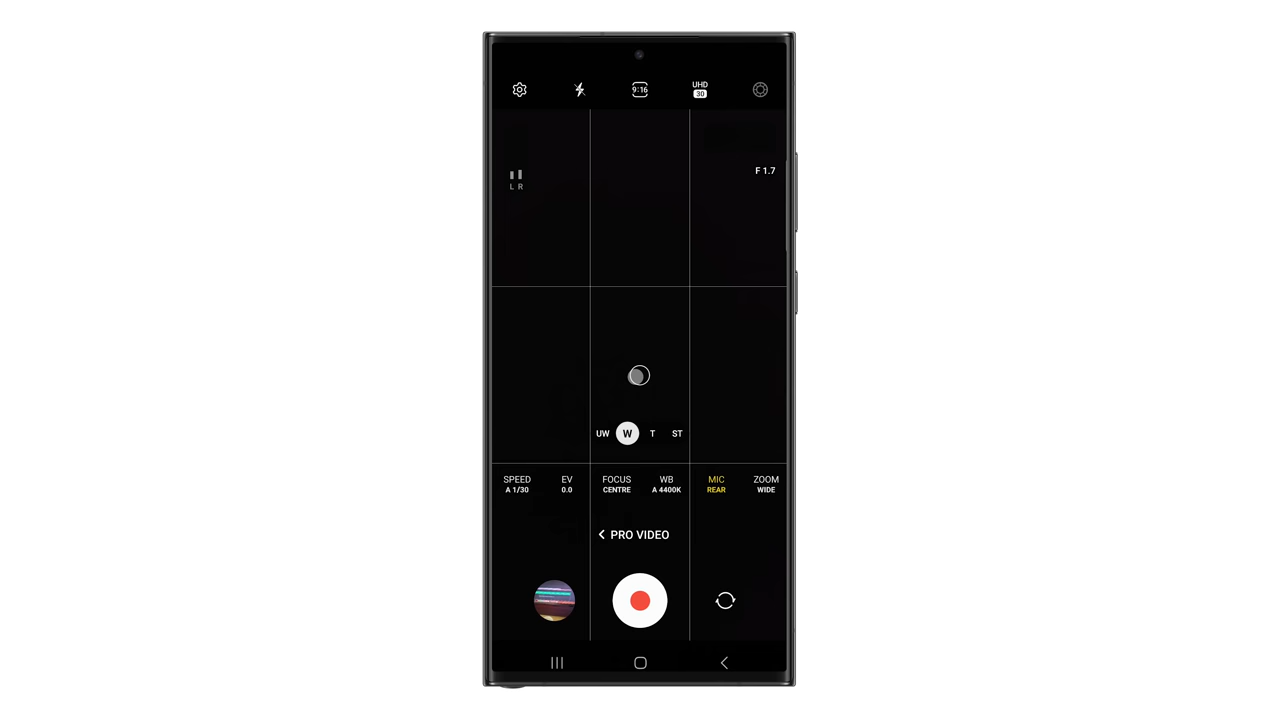 9:16
UHD
30
F 1.7
L R
UW W T ST
SPEED EV FOCUS WB MIC ZOOM
A 1/30 0.0 CENTRE A 4400K REAR WIDE
PRO VIDEO